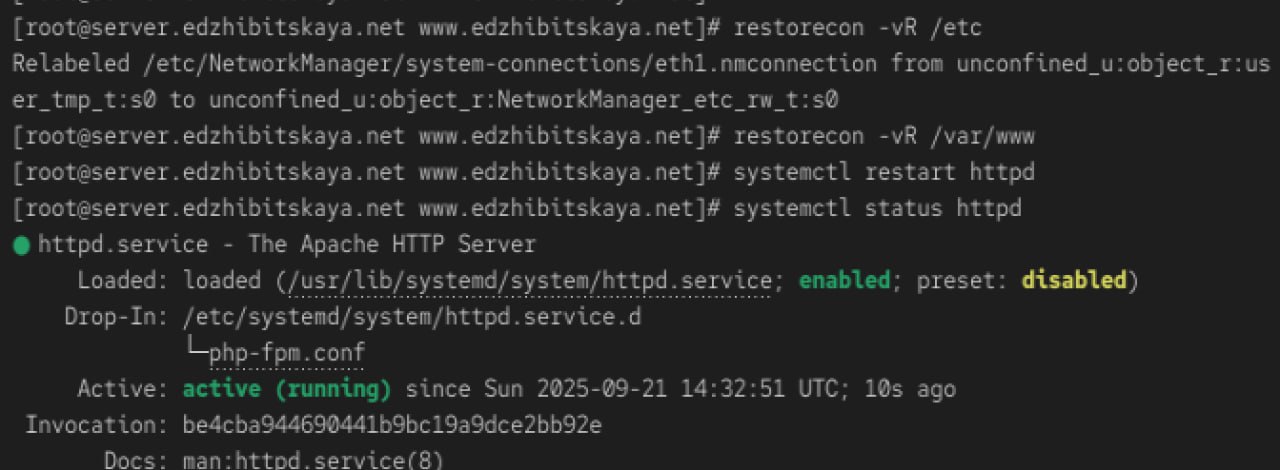 [root@server.edzhibitskaya.net www.edzhibitskaya.net]# restorecon -vR /etc
Relabeled /etc/NetworkManager/system-connections/eth1.nmconnection from unconfined_u:object_r:us
er_tmp_t:s0 to unconfined_u:object_r:NetworkManager_etc_rw_t:s0
[root@server.edzhibitskaya.net www.edzhibitskaya.net]# restorecon -vR /var/www
[root@server.edzhibitskaya.net www.edzhibitskaya.net]# systemctl restart httpd
[root@server.edzhibitskaya.net www.edzhibitskaya.net]# systemctl status httpd
● httpd.service - The Apache HTTP Server
Loaded: loaded (/usr/lib/systemd/system/httpd.service; enabled; preset: disabled)
Drop-In: /etc/systemd/system/httpd.service.d
└─php-fpm.conf
Active: active (running) since Sun 2025-09-21 14:32:51 UTC; 10s ago
Invocation: be4cba944690441b9bc19a9dce2bb92e
Docs: man:httpd.service(8)